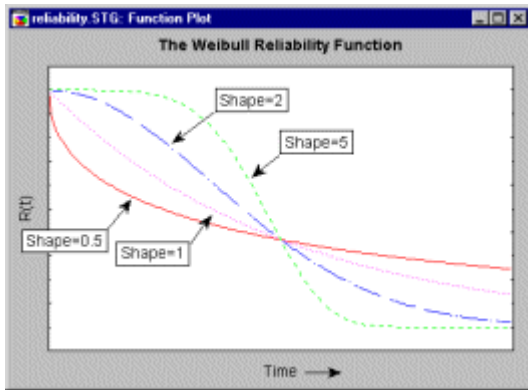 reliability.STG: Function Plot
The Weibull Reliability Function
Shape=2
Shape=5
R(t)
Shape=0.5
Shape=1
Time